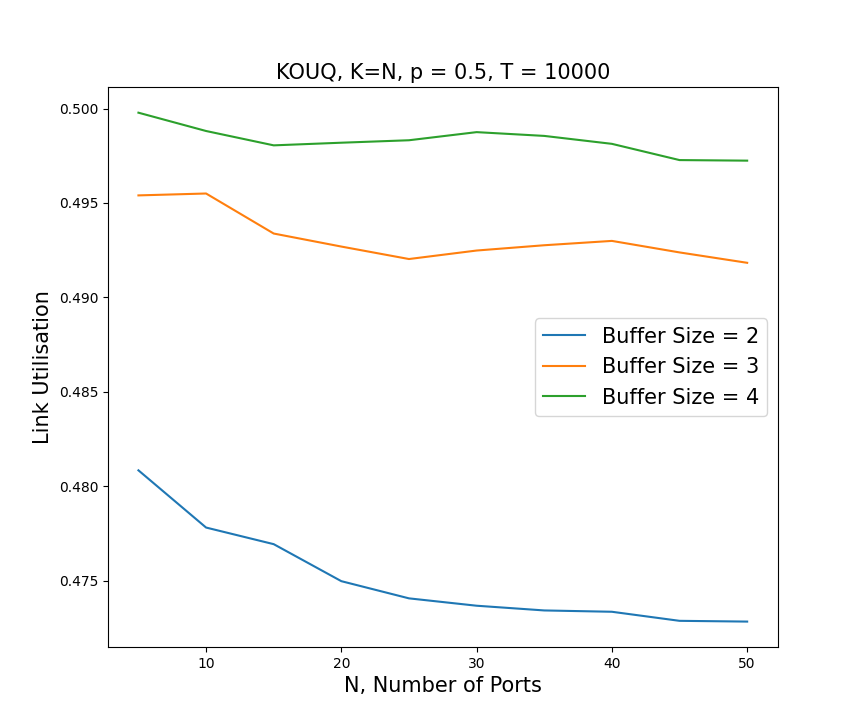 KOUQ, K=N, p = 0.5, T = 10000
0.500
0.495
0.490
0.485
0.480
0.475
Link Utilisation
Buffer Size = 2
Buffer Size = 3
Buffer Size = 4
10 20 30 40 50
N, Number of Ports